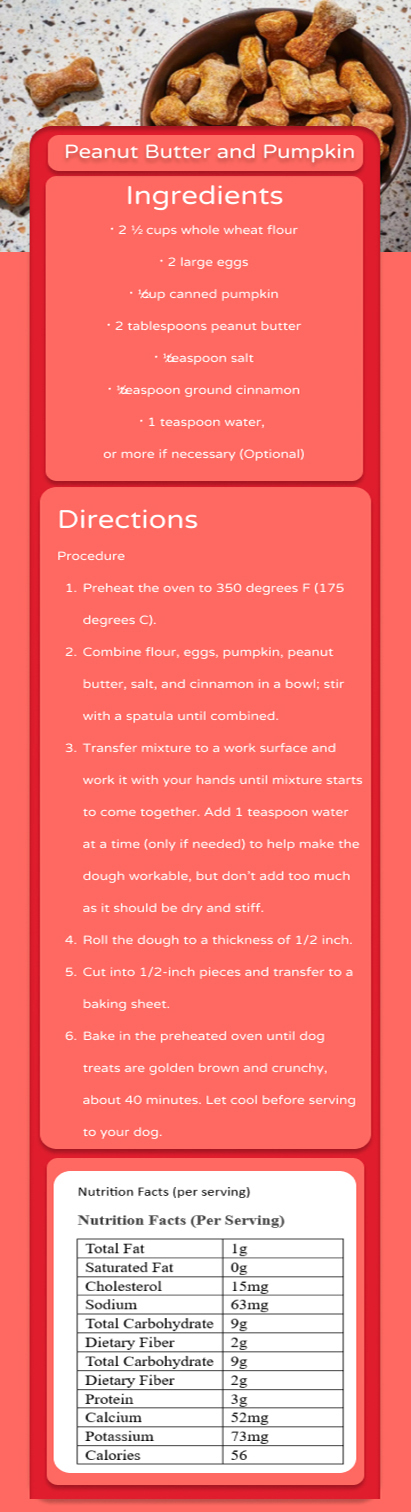 Peanut Butter and Pumpkin
Ingredients
· 2 ½ cups whole wheat flour
· 2 large eggs
· ½cup canned pumpkin
· 2 tablespoons peanut butter
· ½teaspoon salt
· ½teaspoon ground cinnamon
· 1 teaspoon water,
or more if necessary (Optional)
Directions
Procedure
1. Preheat the oven to 350 degrees F (175
degrees C).
2. Combine flour, eggs, pumpkin, peanut
butter, salt, and cinnamon in a bowl; stir
with a spatula until combined.
3. Transfer mixture to a work surface and
work it with your hands until mixture starts
to come together. Add 1 teaspoon water
at a time (only if needed) to help make the
dough workable, but don't add too much
as it should be dry and stiff.
4. Roll the dough to a thickness of 1/2 inch.
5. Cut into 1/2-inch pieces and transfer to a
baking sheet.
6. Bake in the preheated oven until dog
treats are golden brown and crunchy,
about 40 minutes. Let cool before serving
to your dog.
Nutrition Facts (per serving)
Nutrition Facts (Per Serving)
Total Fat 1g
Saturated Fat 0g
Cholesterol 15mg
Sodium 63mg
Total Carbohydrate 9g
Dietary Fiber 2g
Total Carbohydrate 9g
Dietary Fiber 2g
Protein 3g
Calcium 52mg
Potassium 73mg
Calories 56